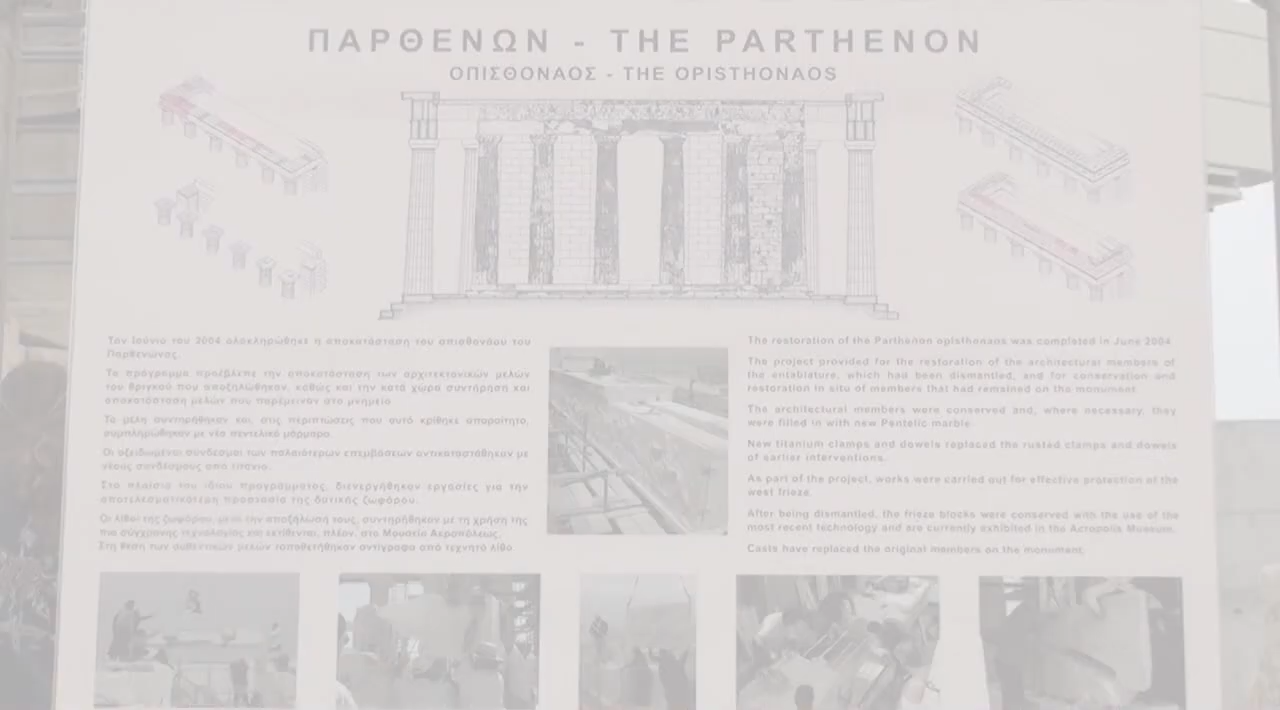 ΠΑΡΘΕΝΩΝ - THE PARTHENON
ΟΠΙΣΘΟΝΑΟΣ - THE OPISTHONAOS
Τον Ιούνιο του 2004 ολοκληρώθηκε η αποκατάσταση του οπισθονάου του
Παρθενώνας.
Το πρόγραμμα προέβλεπε την αποκατάσταση των αρχιτεκτονικών μελών
του θριγκού που αποξηλώθηκαν, καθώς και την κατά χώρα συντήρηση και
αποκατάσταση μελών που παρέμειναν στο μνημείο
Τα μέλη συντηρήθηκαν και, στις περιπτώσεις που αυτό κρίθηκε απαραίτητο,
συμπληρώθηκαν με νέο πεντελικό μάρμαρο.
Οι οξειδωμένοι σύνδεσμοι των παλαιότερων επεμβάσεων αντικαταστάθηκαν με
νέους συνδέσμους από τιτάνιο.
Στο πλαίσιο του ίδιου προγράμματος, διενεργήθηκαν εργασίες για την
αποτελεσματικότερη προστασία της δυτικής ζωφόρου.
Οι λίθοι της ζωφόρου, μετά την αποξήλωσή τους, συντηρήθηκαν με τη χρήση της
πιο σύγχρονης τεχνολογίας και εκτίθενται, πλέον, στο Μουσείο Ακροπόλεως.
Στη θέση των αυθεντικών μελών τοποθετήθηκαν αντίγραφα από τεχνητό λίθο
The restoration of the Parthenon opisthonaos was completed in June 2004.
The project provided for the restoration of the architectural members of
the entablature, which had been dismantled, and for conservation and
restoration in situ of members that had remained on the monument.
The architectural members were conserved and, where necessary, they
were filled in with new Pentelic marble.
New titanium clamps and dowels replaced the rusted clamps and dowels
of earlier interventions.
As part of the project, works were carried out for effective protection of the
west frieze.
After being dismantled, the frieze blocks were conserved with the use of the
most recent technology and are currently exhibited in the Acropolis Museum.
Casts have replaced the original members on the monument.